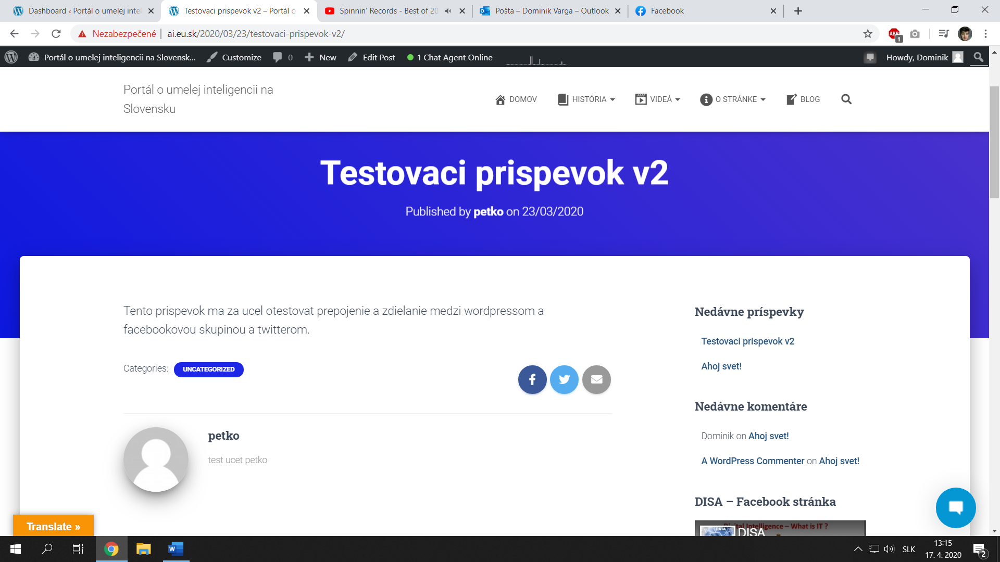 Dashboard ‹ Portál o umelej intel
Testovaci prispevok v2 – Portál o
Spinnin' Records - Best of 20
Pošta – Dominik Varga – Outlook
Facebook
Nezabezpečené
ai.eu.sk/2020/03/23/testovaci-prispevok-v2/
ABP
1
Portál o umelej inteligencii na Slovensk...
Customize
0
New
Edit Post
1 Chat Agent Online
Howdy, Dominik
Portál o umelej inteligencii na
Slovensku
DOMOV
HISTÓRIA
VIDEÁ
O STRÁNKE
BLOG
Testovaci prispevok v2
Published by petko on 23/03/2020
Tento prispevok ma za ucel otestovat prepojenie a zdielanie medzi wordpressom a
facebookovou skupinou a twitterom.
Categories:
UNCATEGORIZED
petko
test ucet petko
Nedávne príspevky
Testovaci prispevok v2
Ahoj svet!
Nedávne komentáre
Dominik on Ahoj svet!
A WordPress Commenter on Ahoj svet!
DISA – Facebook stránka
Digital Intelligence – What is IT ?
DATA
DISA
Translate »
SLK
13:15
17. 4. 2020
2